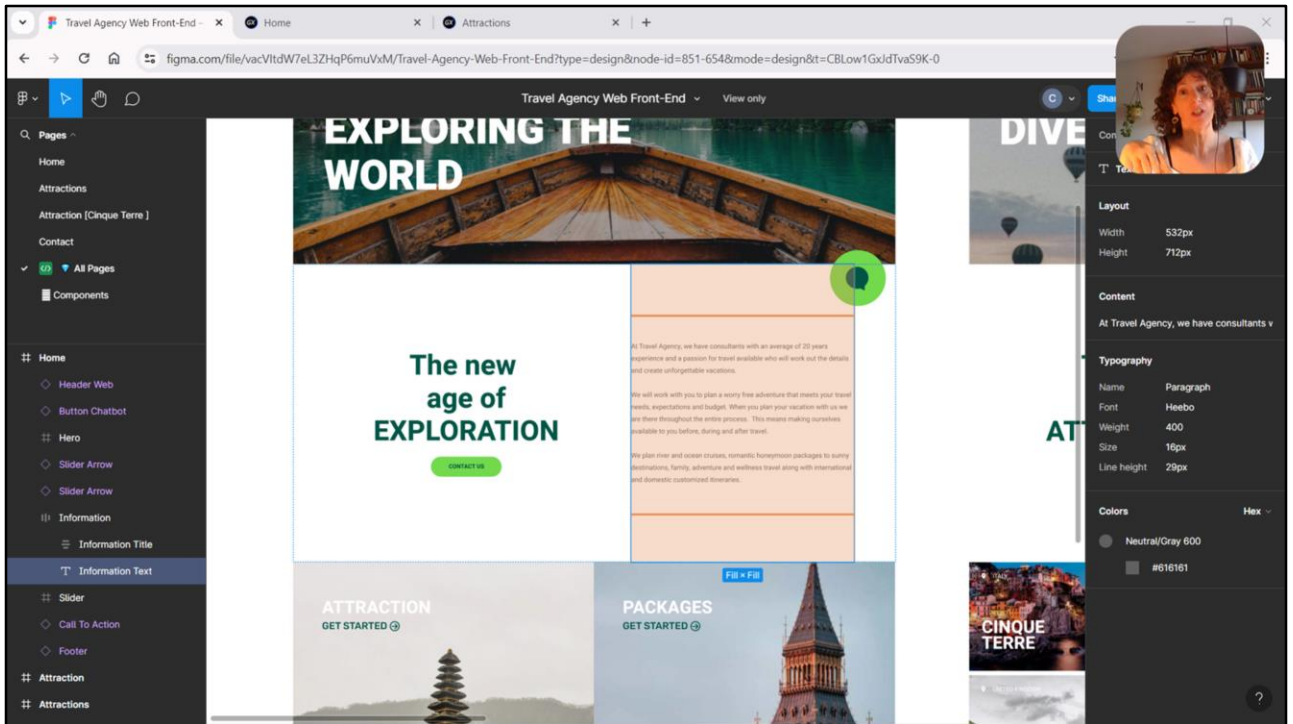 Travel Agency Web Front-End –
Home
Attractions
figma.com/file/vacVItdW7eL3ZHqP6muVxM/Travel-Agency-Web-Front-End?type=design&node-id=851-654&mode=design&t=CBLow1GxJdTvaS9K-0
Travel Agency Web Front-End
View only
C
Shar
Pages
Home
Attractions
Attraction [Cinque Terre ]
Contact
All Pages
Components
Home
Header Web
Button Chatbot
Hero
Slider Arrow
Slider Arrow
Information
Information Title
Information Text
Slider
Call To Action
Footer
Attraction
Attractions
EXPLORING THE
WORLD
The new
age of
EXPLORATION
CONTACT US
At Travel Agency, we have consultants with an average of 20 years
experience and a passion for travel available who will work out the details
and create unforgettable vacations.
We will work with you to plan a worry free adventure that meets your travel
needs, expectations and budget. When you plan your vacation with us we
are there throughout the entire process. This means making ourselves
available to you before, during and after travel.
We plan river and ocean cruises, romantic honeymoon packages to sunny
destinations, family, adventure and wellness travel along with international
and domestic customized itineraries.
Fill × Fill
ATTRACTION
GET STARTED
PACKAGES
GET STARTED
DIVE
AT
ITALY
CINQUE
TERRE
Con
Te
Layout
Width 532px
Height 712px
Content
At Travel Agency, we have consultants v
Typography
Name Paragraph
Font Heebo
Weight 400
Size 16px
Line height 29px
Colors Hex
Neutral/Gray 600
#616161
?